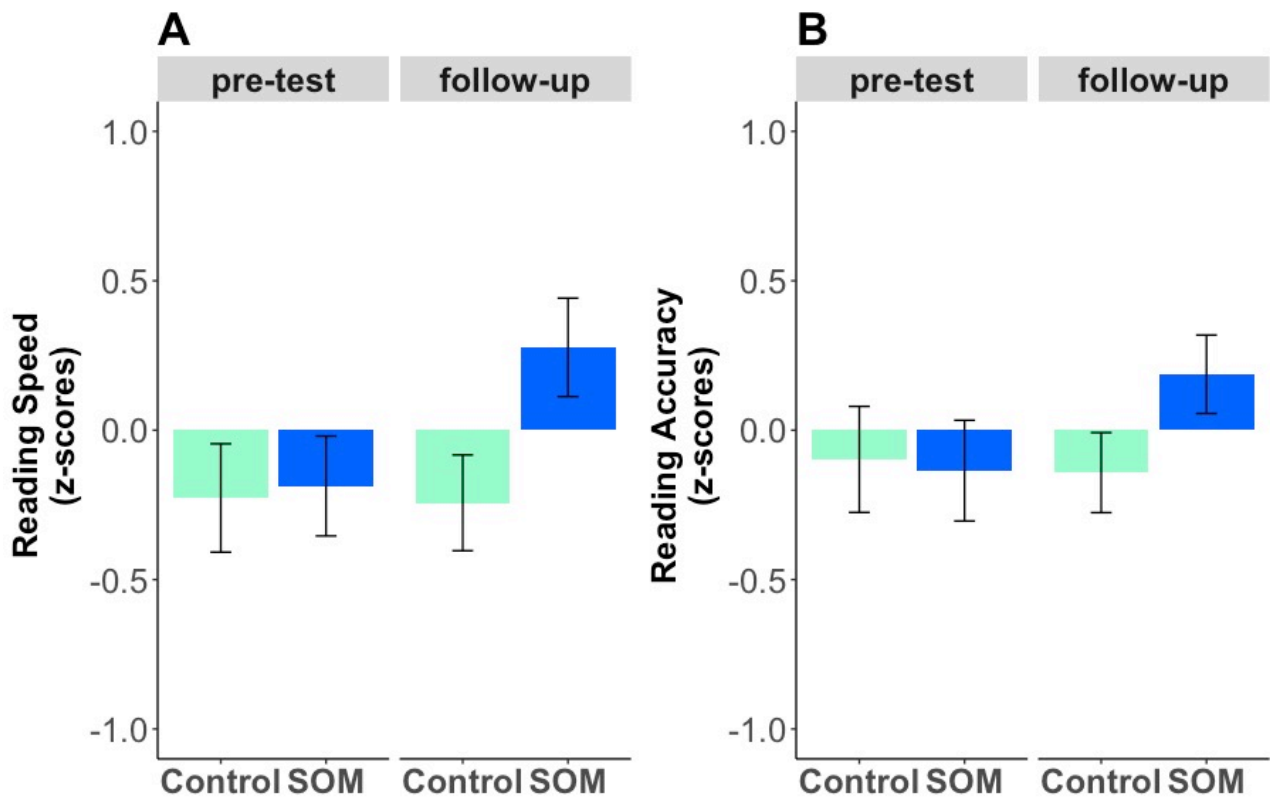 A
pre-test follow-up
1.0
0.5
0.0
-0.5
-1.0
Reading Speed
(z-scores)
Control SOM Control SOM
B
pre-test follow-up
1.0
0.5
0.0
-0.5
-1.0
Reading Accuracy
(z-scores)
Control SOM Control SOM